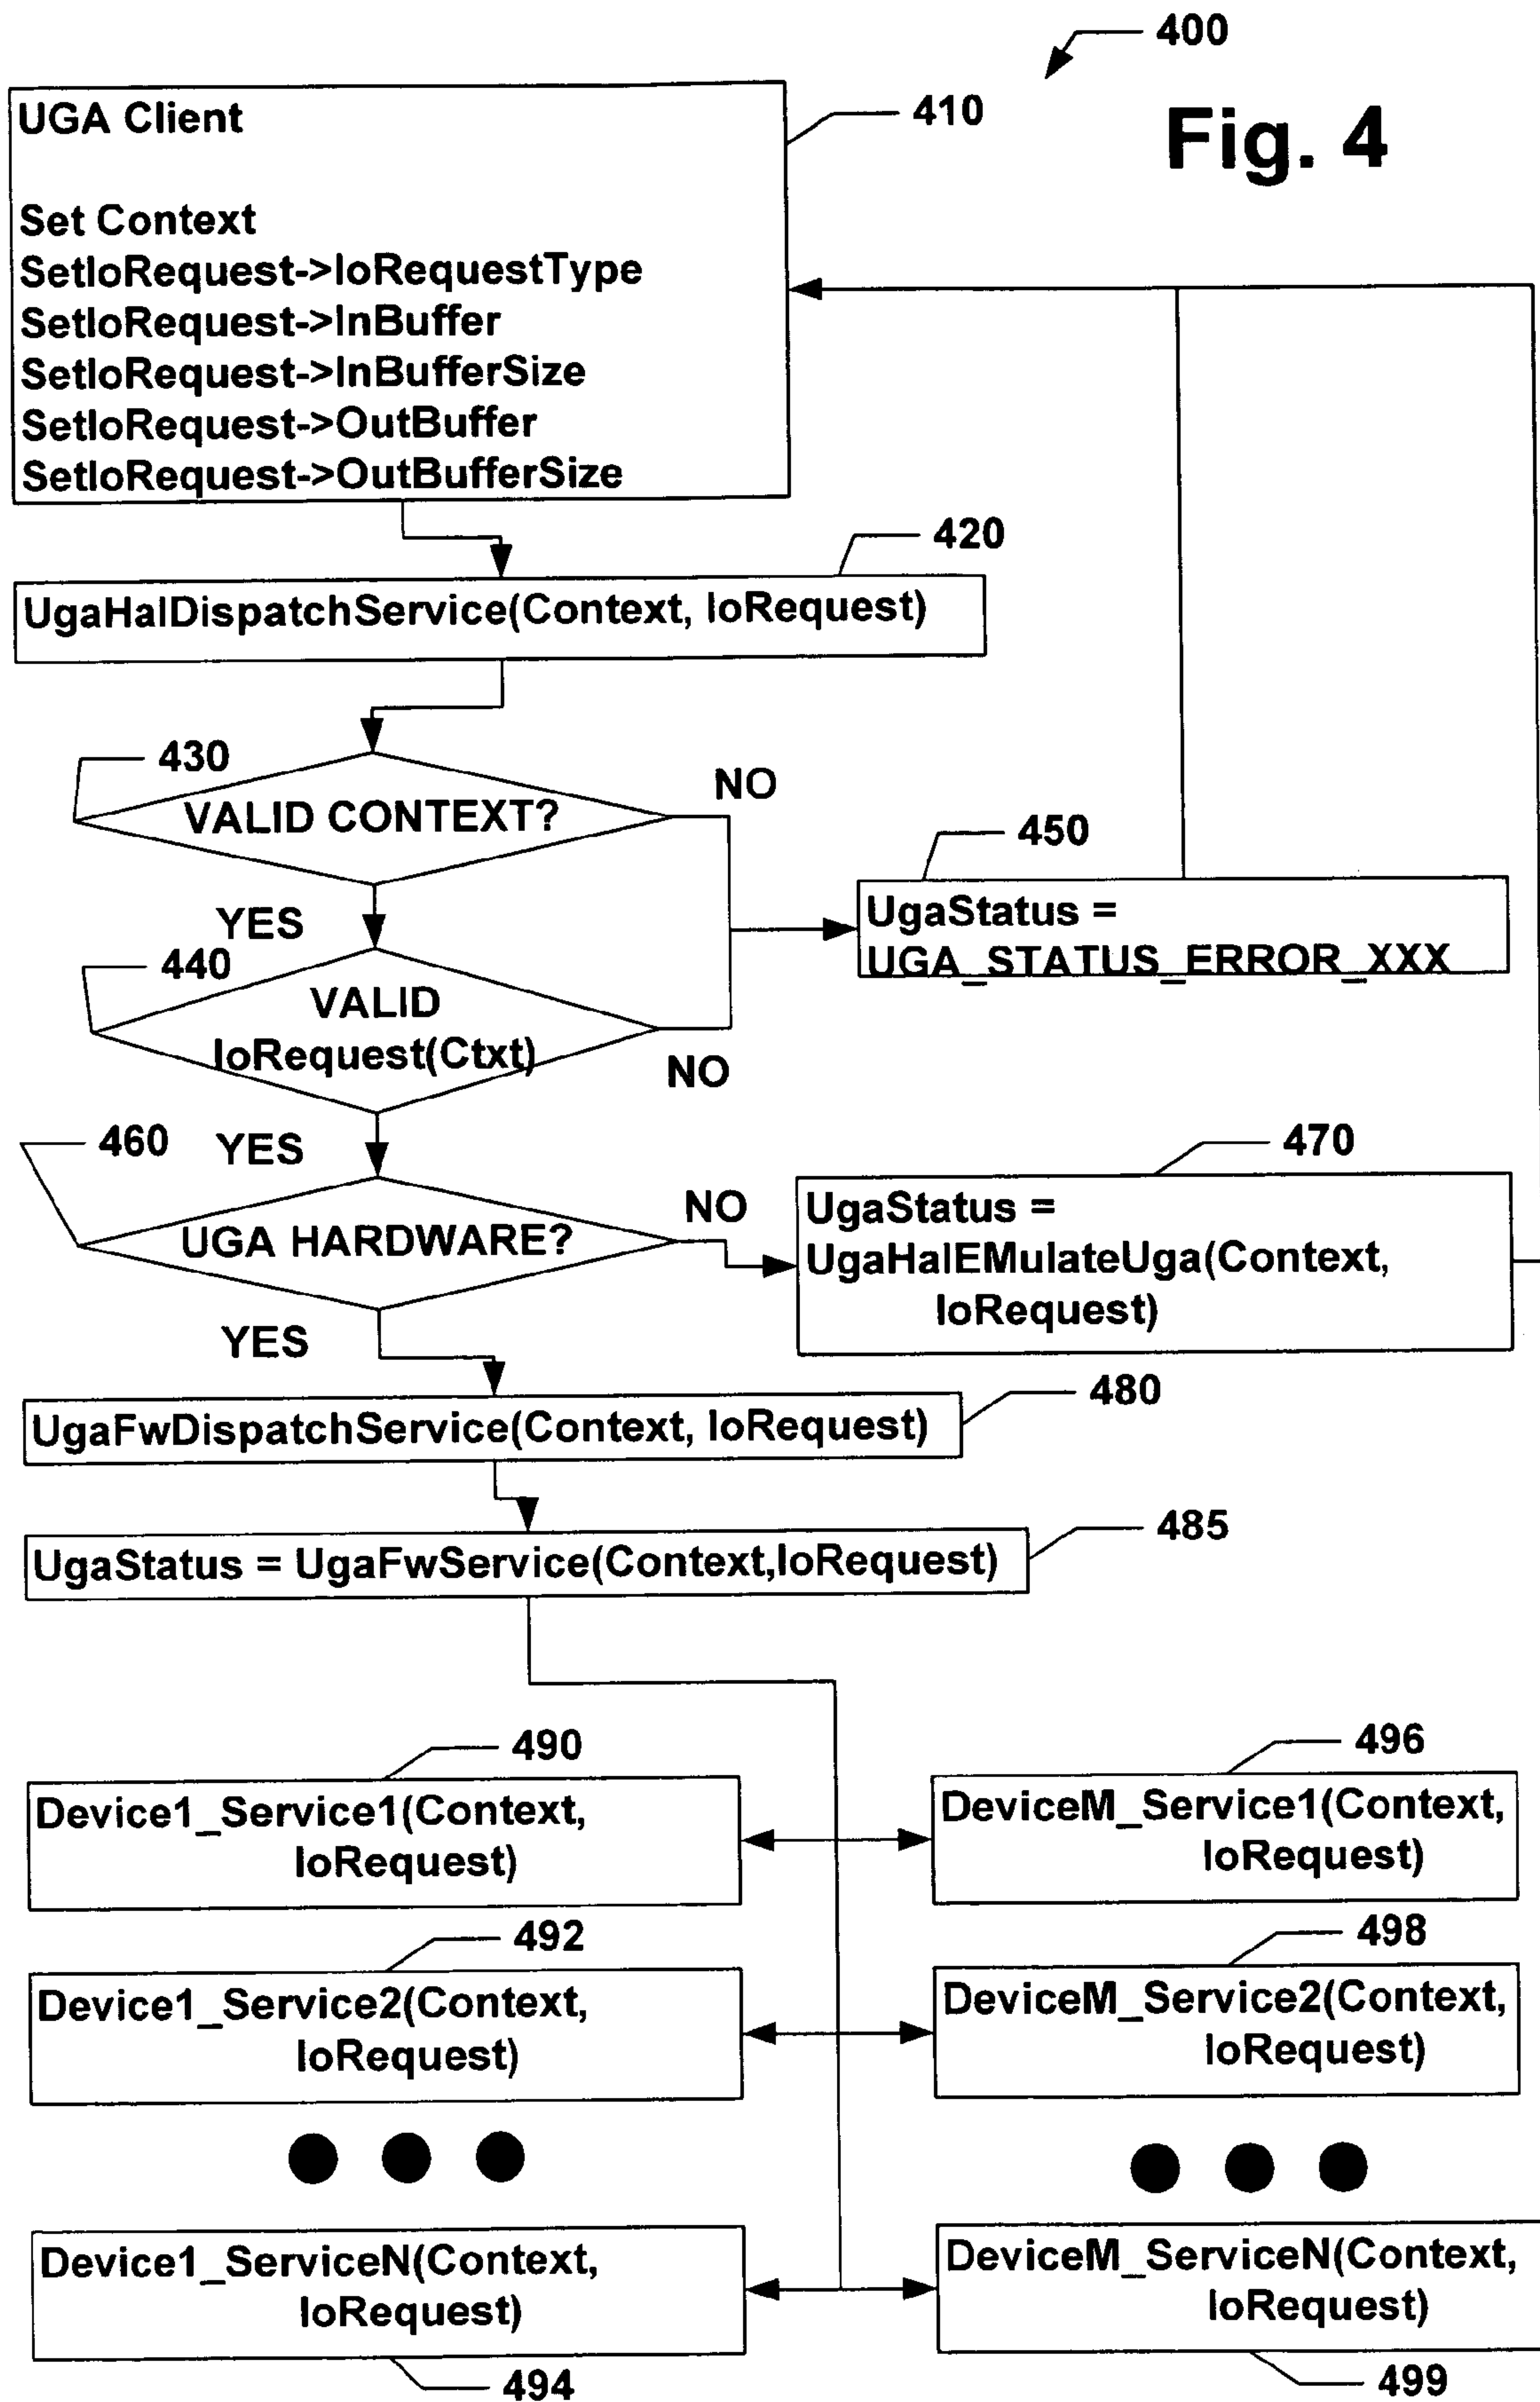 400
Fig. 4
410
UGA Client
Set Context
SetIoRequest->IoRequestType
SetIoRequest->InBuffer
SetIoRequest->InBufferSize
SetIoRequest->OutBuffer
SetIoRequest->OutBufferSize
420
UgaHalDispatchService(Context, IoRequest)
430
VALID CONTEXT?
NO
YES
450
UgaStatus =
UGA_STATUS_ERROR_XXX
440
VALID
IoRequest(Ctxt)
NO
YES
460
UGA HARDWARE?
NO
YES
470
UgaStatus =
UgaHalEMulateUga(Context,
IoRequest)
480
UgaFwDispatchService(Context, IoRequest)
485
UgaStatus = UgaFwService(Context,IoRequest)
490
Device1_Service1(Context,
IoRequest)
496
DeviceM_Service1(Context,
IoRequest)
492
Device1_Service2(Context,
IoRequest)
498
DeviceM_Service2(Context,
IoRequest)
Device1_ServiceN(Context,
IoRequest)
494
DeviceM_ServiceN(Context,
IoRequest)
499